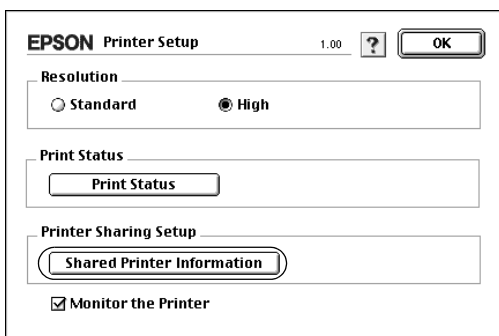 EPSON Printer Setup 1.00 ? OK
Resolution
Standard High
Print Status
Print Status
Printer Sharing Setup
Shared Printer Information
Monitor the Printer